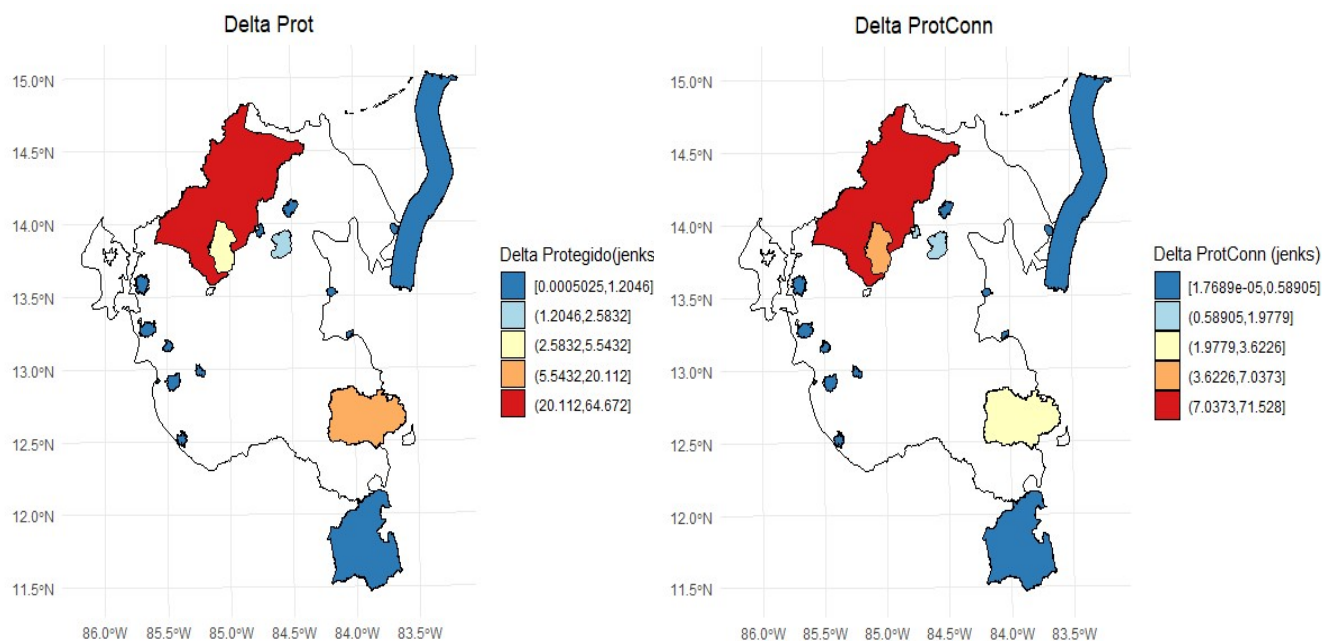 Delta Prot
15.0°N
14.5°N
14.0°N
13.5°N
13.0°N
12.5°N
12.0°N
11.5°N
86.0°W 85.5°W 85.0°W 84.5°W 84.0°W 83.5°W
Delta Protegido(jenks
[0.0005025,1.2046]
(1.2046,2.5832]
(2.5832,5.5432]
(5.5432,20.112]
(20.112,64.672]
Delta ProtConn
15.0°N
14.5°N
14.0°N
13.5°N
13.0°N
12.5°N
12.0°N
11.5°N
86.0°W 85.5°W 85.0°W 84.5°W 84.0°W 83.5°W
Delta ProtConn (jenks)
[1.7689e-05,0.58905]
(0.58905,1.9779]
(1.9779,3.6226]
(3.6226,7.0373]
(7.0373,71.528]